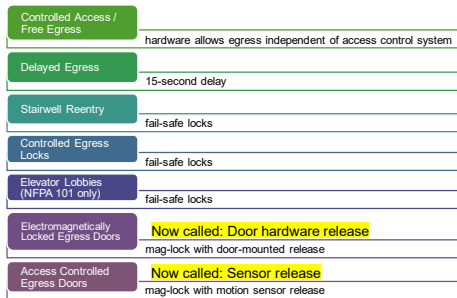 Controlled Access /
Free Egress
hardware allows egress independent of access control system
Delayed Egress
15-second delay
Stairwell Reentry
fail-safe locks
Controlled Egress
Locks
fail-safe locks
Elevator Lobbies
(NFPA 101 only)
fail-safe locks
Electromagnetically
Locked Egress Doors
Now called: Door hardware release
mag-lock with door-mounted release
Access Controlled
Egress Doors
Now called: Sensor release
mag-lock with motion sensor release